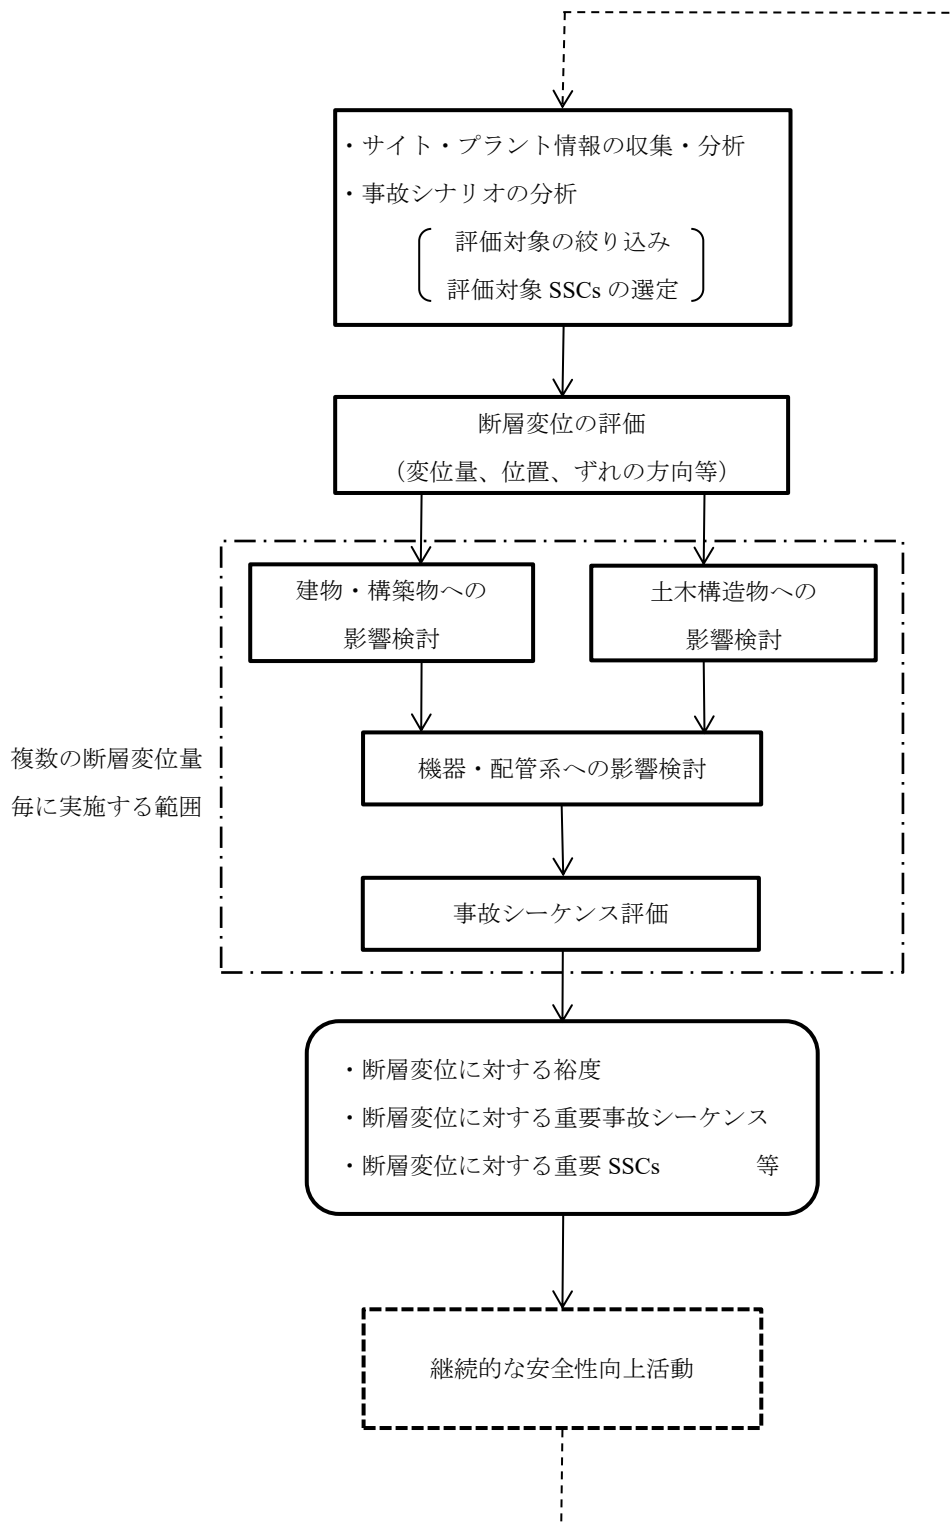 ・サイト・プラント情報の収集・分析
・事故シナリオの分析
評価対象の絞り込み
評価対象 SSCs の選定
断層変位の評価
（変位量、位置、ずれの方向等）
建物・構築物への
影響検討
土木構造物への
影響検討
複数の断層変位量
毎に実施する範囲
機器・配管系への影響検討
事故シーケンス評価
・断層変位に対する裕度
・断層変位に対する重要事故シーケンス
・断層変位に対する重要 SSCs 等
継続的な安全性向上活動